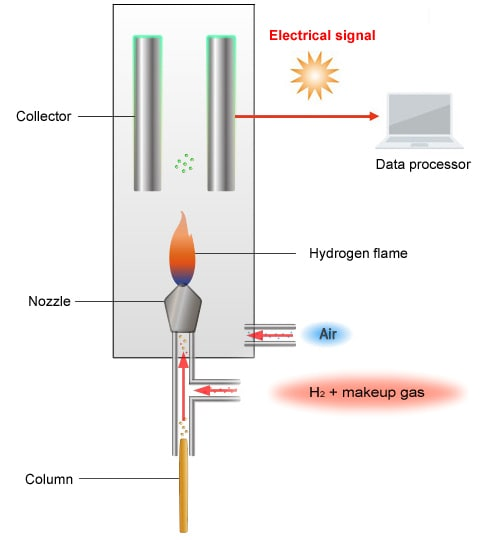 Electrical signal
Collector
Data processor
Hydrogen flame
Nozzle
Air
H₂ + makeup gas
Column